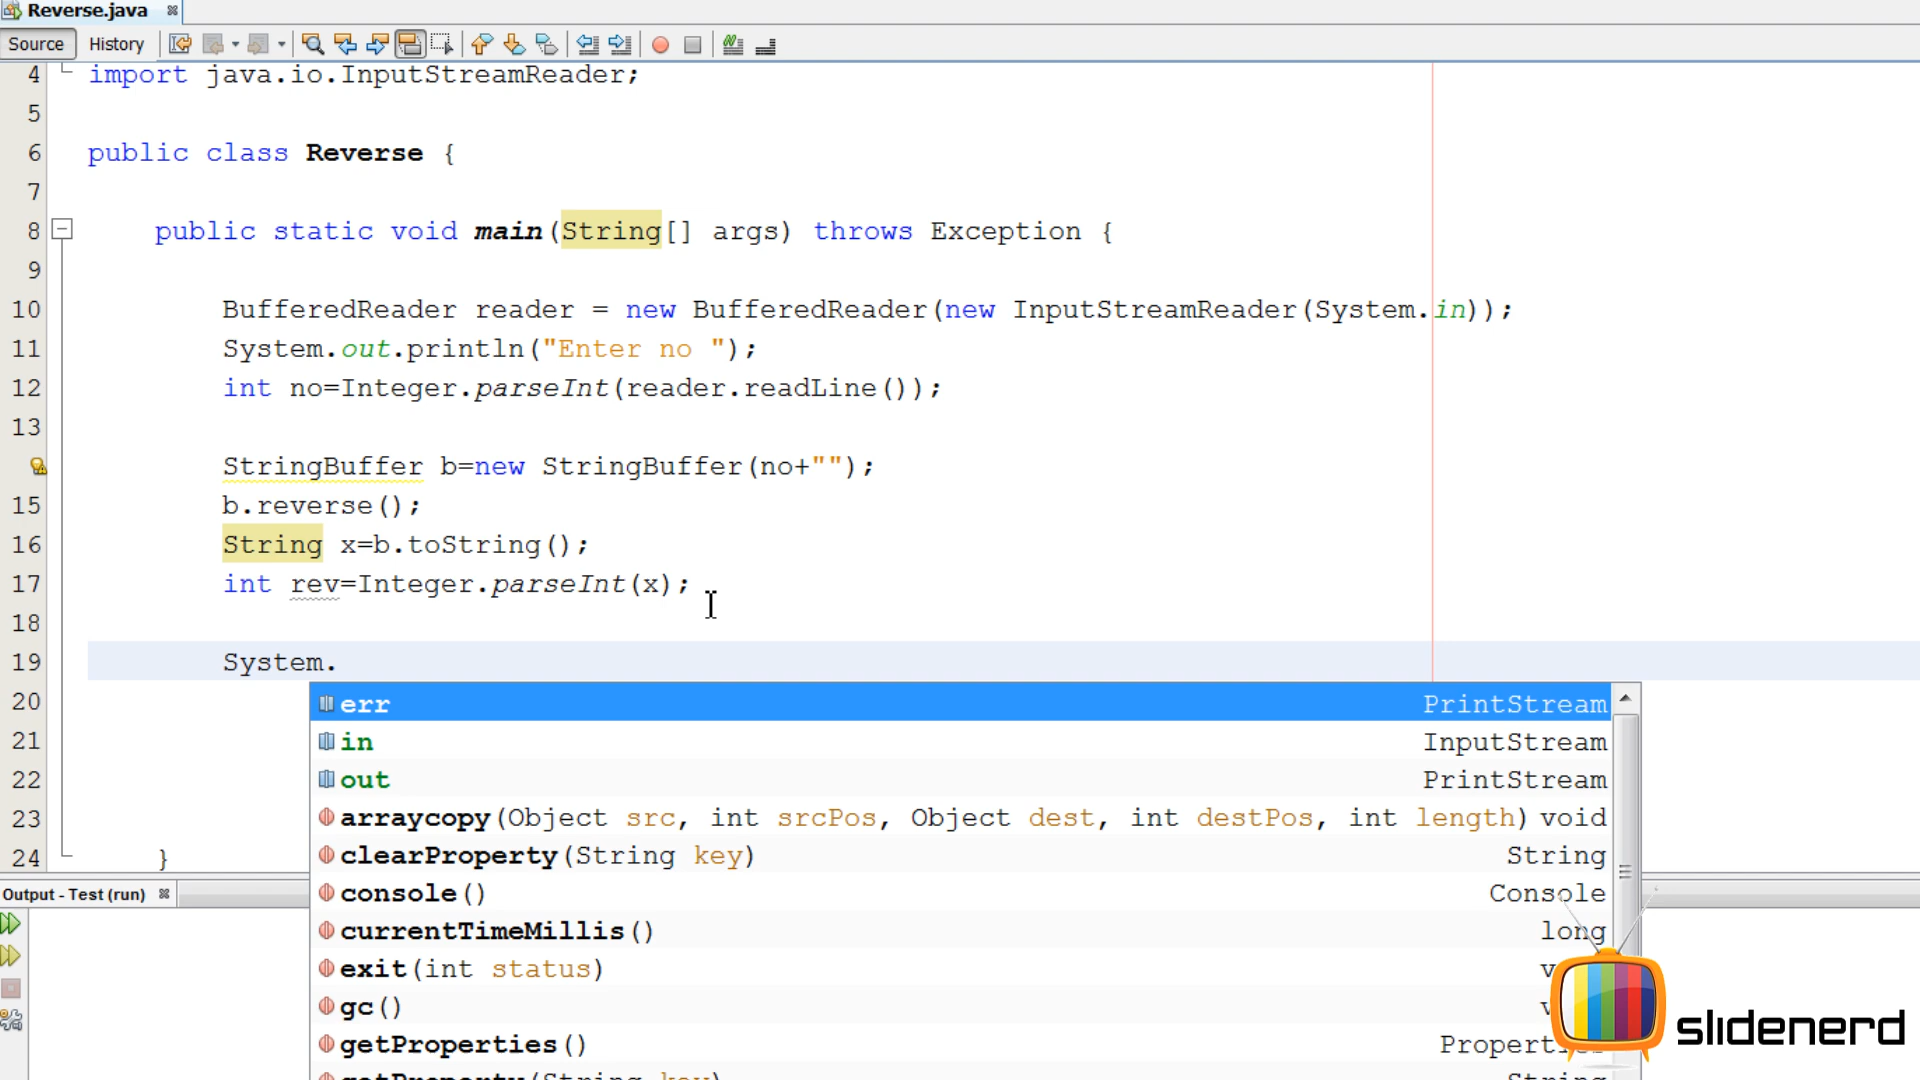 Reverse.java
Source History
4 import java.io.InputStreamReader;
5
6 public class Reverse {
7
8 public static void main(String[] args) throws Exception {
9
10 BufferedReader reader = new BufferedReader(new InputStreamReader(System.in));
11 System.out.println("Enter no ");
12 int no=Integer.parseInt(reader.readLine());
13
StringBuffer b=new StringBuffer(no+"");
15 b.reverse();
16 String x=b.toString();
17 int rev=Integer.parseInt(x);
18
19 System.
20
21
22
23
24 }
err PrintStream
in InputStream
out PrintStream
arraycopy(Object src, int srcPos, Object dest, int destPos, int length) void
clearProperty(String key) String
console() Console
currentTimeMillis() long
exit(int status)
gc()
getProperties()
Output - Test (run)
slidenerd